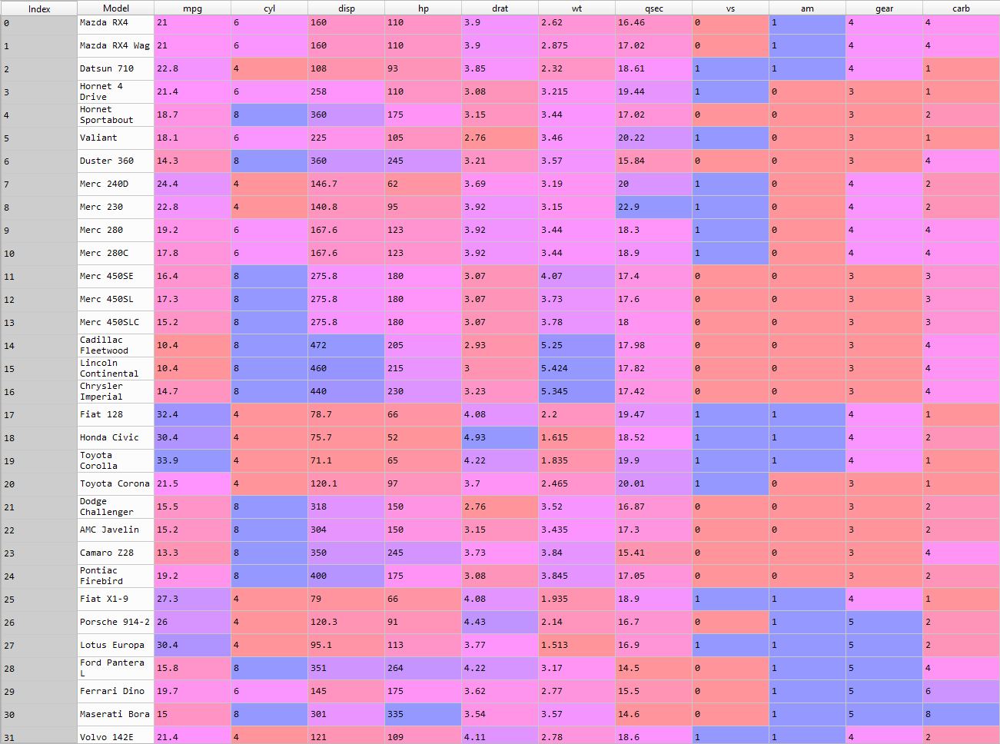 Index Model mpg cyl disp hp drat wt qsec vs am gear carb
0 Mazda RX4 21 6 160 110 3.9 2.62 16.46 0 1 4 4
1 Mazda RX4 Wag 21 6 160 110 3.9 2.875 17.02 0 1 4 4
2 Datsun 710 22.8 4 108 93 3.85 2.32 18.61 1 1 4 1
3 Hornet 4 Drive 21.4 6 258 110 3.08 3.215 19.44 1 0 3 1
4 Hornet Sportabout 18.7 8 360 175 3.15 3.44 17.02 0 0 3 2
5 Valiant 18.1 6 225 105 2.76 3.46 20.22 1 0 3 1
6 Duster 360 14.3 8 360 245 3.21 3.57 15.84 0 0 3 4
7 Merc 240D 24.4 4 146.7 62 3.69 3.19 20 1 0 4 2
8 Merc 230 22.8 4 140.8 95 3.92 3.15 22.9 1 0 4 2
9 Merc 280 19.2 6 167.6 123 3.92 3.44 18.3 1 0 4 4
10 Merc 280C 17.8 6 167.6 123 3.92 3.44 18.9 1 0 4 4
11 Merc 450SE 16.4 8 275.8 180 3.07 4.07 17.4 0 0 3 3
12 Merc 450SL 17.3 8 275.8 180 3.07 3.73 17.6 0 0 3 3
13 Merc 450SLC 15.2 8 275.8 180 3.07 3.78 18 0 0 3 3
14 Cadillac Fleetwood 10.4 8 472 205 2.93 5.25 17.98 0 0 3 4
15 Lincoln Continental 10.4 8 460 215 3 5.424 17.82 0 0 3 4
16 Chrysler Imperial 14.7 8 440 230 3.23 5.345 17.42 0 0 3 4
17 Fiat 128 32.4 4 78.7 66 4.08 2.2 19.47 1 1 4 1
18 Honda Civic 30.4 4 75.7 52 4.93 1.615 18.52 1 1 4 2
19 Toyota Corolla 33.9 4 71.1 65 4.22 1.835 19.9 1 1 4 1
20 Toyota Corona 21.5 4 120.1 97 3.7 2.465 20.01 1 0 3 1
21 Dodge Challenger 15.5 8 318 150 2.76 3.52 16.87 0 0 3 2
22 AMC Javelin 15.2 8 304 150 3.15 3.435 17.3 0 0 3 2
23 Camaro Z28 13.3 8 350 245 3.73 3.84 15.41 0 0 3 4
24 Pontiac Firebird 19.2 8 400 175 3.08 3.845 17.05 0 0 3 2
25 Fiat X1-9 27.3 4 79 66 4.08 1.935 18.9 1 1 4 1
26 Porsche 914-2 26 4 120.3 91 4.43 2.14 16.7 0 1 5 2
27 Lotus Europa 30.4 4 95.1 113 3.77 1.513 16.9 1 1 5 2
28 Ford Pantera L 15.8 8 351 264 4.22 3.17 14.5 0 1 5 4
29 Ferrari Dino 19.7 6 145 175 3.62 2.77 15.5 0 1 5 6
30 Maserati Bora 15 8 301 335 3.54 3.57 14.6 0 1 5 8
31 Volvo 142E 21.4 4 121 109 4.11 2.78 18.6 1 1 4 2